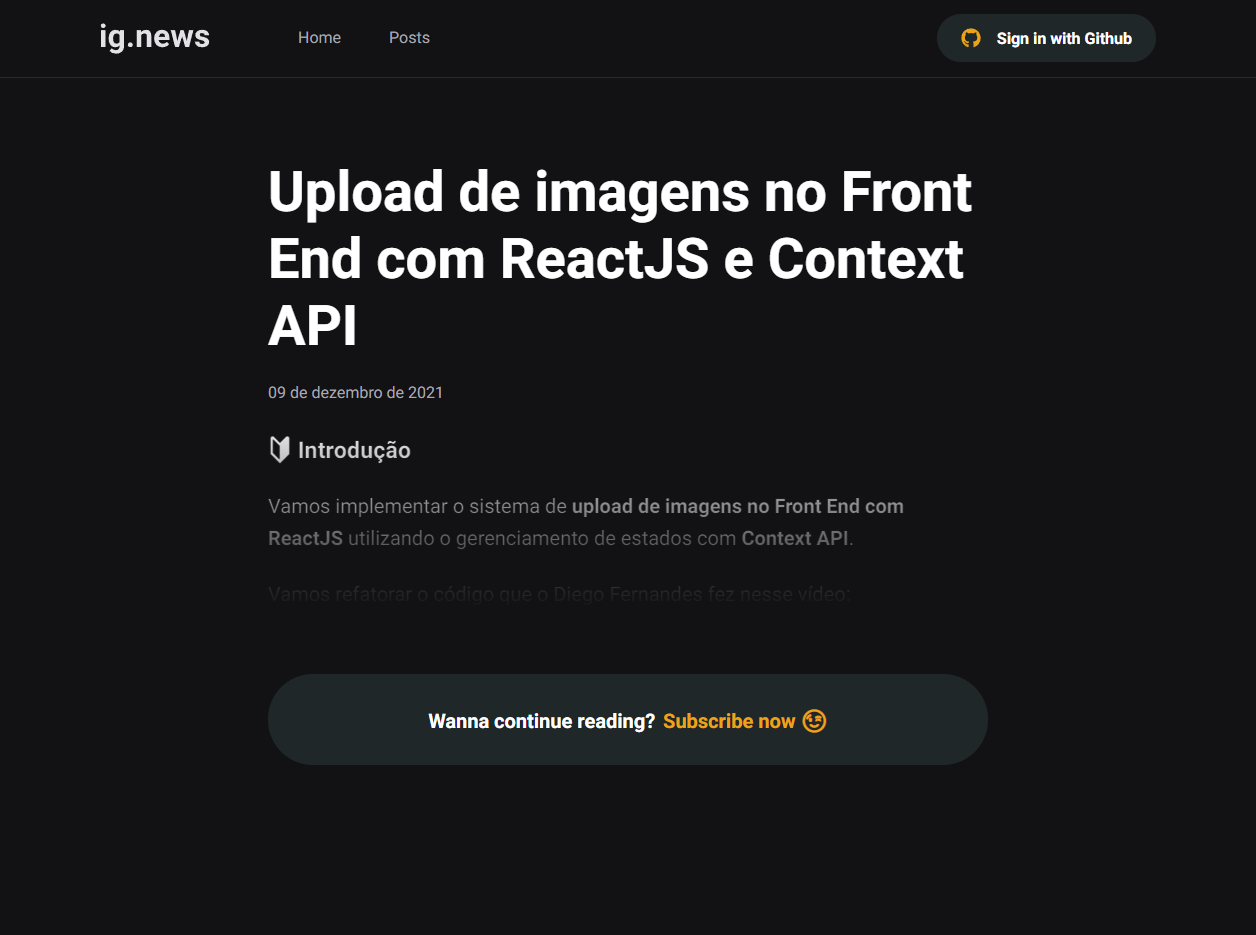 ig.news
Home
Posts
Sign in with Github
Upload de imagens no Front
End com ReactJS e Context
API
09 de dezembro de 2021
🔰 Introdução
Vamos implementar o sistema de upload de imagens no Front End com
ReactJS utilizando o gerenciamento de estados com Context API.
Vamos refatorar o código que o Diego Fernandes fez nesse vídeo:
Wanna continue reading? Subscribe now 😉